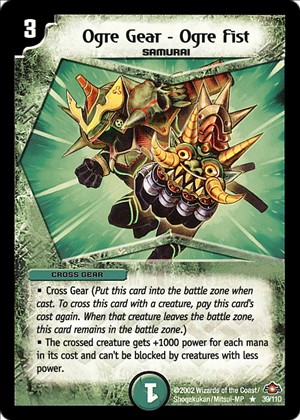 3
Ogre Gear - Ogre Fist
SAMURAI
CROSS GEAR
▪ Cross Gear (Put this card into the battle zone when
cast. To cross this card with a creature, pay this card's
cost again. When that creature leaves the battle zone,
this card remains in the battle zone.)
▪ The crossed creature gets +1000 power for each mana
in its cost and can't be blocked by creatures with less
power.
1
©2002 Wizards of the Coast/
Shogakukan/Mitsui-MP ★ 39/110